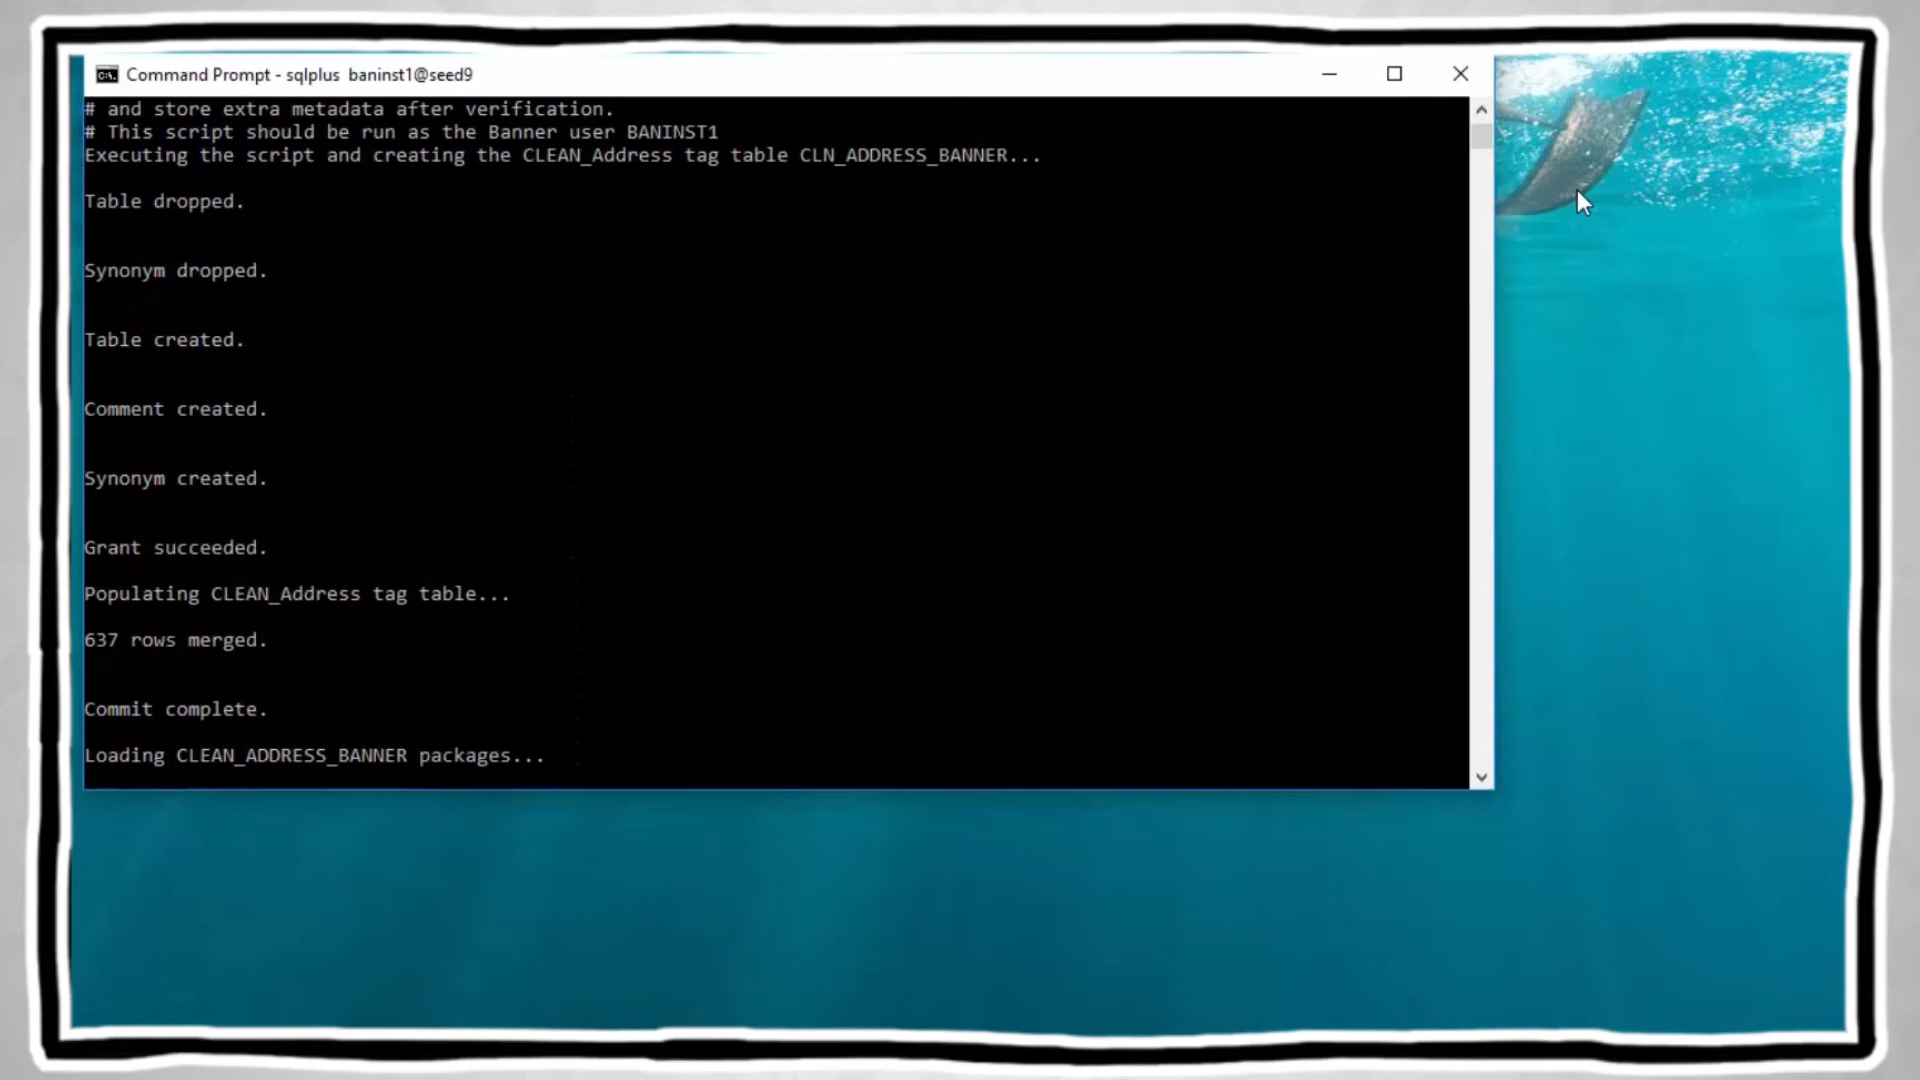 Command Prompt - sqlplus baninst1@seed9
# and store extra metadata after verification.
# This script should be run as the Banner user BANINST1
Executing the script and creating the CLEAN_Address tag table CLN_ADDRESS_BANNER...
Table dropped.
Synonym dropped.
Table created.
Comment created.
Synonym created.
Grant succeeded.
Populating CLEAN_Address tag table...
637 rows merged.
Commit complete.
Loading CLEAN_ADDRESS_BANNER packages...